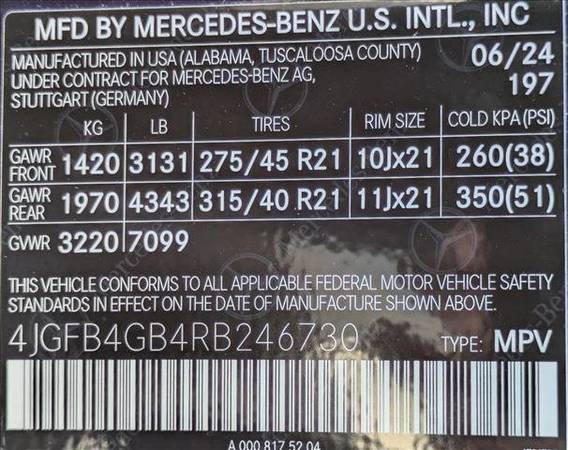 MFD BY MERCEDES-BENZ U.S. INTL., INC
MANUFACTURED IN USA (ALABAMA, TUSCALOOSA COUNTY) 06/24
UNDER CONTRACT FOR MERCEDES-BENZ AG, 197
STUTTGART (GERMANY)
KG LB TIRES RIM SIZE COLD KPA (PSI)
GAWR FRONT 1420 3131 275/45 R21 10Jx21 260(38)
GAWR REAR 1970 4343 315/40 R21 11Jx21 350(51)
GWR 3220 7099
THIS VEHICLE CONFORMS TO ALL APPLICABLE FEDERAL MOTOR VEHICLE SAFETY
STANDARDS IN EFFECT ON THE DATE OF MANUFACTURE SHOWN ABOVE.
4JGFB4GB4RB246730 TYPE: MPV
A 000 817 52 04